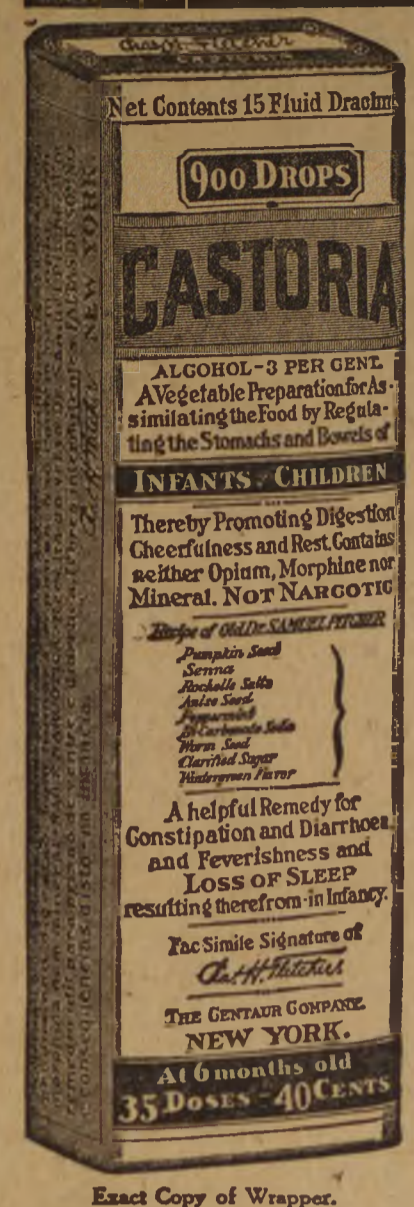 Chas. H. Fletcher
Net Contents 15 Fluid Drachm
900 DROPS
CASTORIA
ALCOHOL-3 PER CENT.
A Vegetable Preparation for As-
similating the Food by Regula-
ting the Stomachs and Bowels of
INFANTS CHILDREN
Thereby Promoting Digestion
Cheerfulness and Rest. Contains
neither Opium, Morphine nor
Mineral. NOT NARCOTIC
Recipe of Old Dr. SAMUEL PITCHER
Pumpkin Seed
Senna
Rochelle Salts
Anise Seed
Peppermint
Bi Carbonate Soda
Worm Seed
Clarified Sugar
Wintergreen Flavor
A helpful Remedy for
Constipation and Diarrhoea
and Feverishness and
LOSS OF SLEEP
resulting therefrom-in Infancy.
Fac Simile Signature of
Chas. H. Fletcher
THE CENTAUR COMPANY.
NEW YORK.
At 6 months old
35 DOSES - 40 CENTS
NEW YORK
Exact Copy of Wrapper.